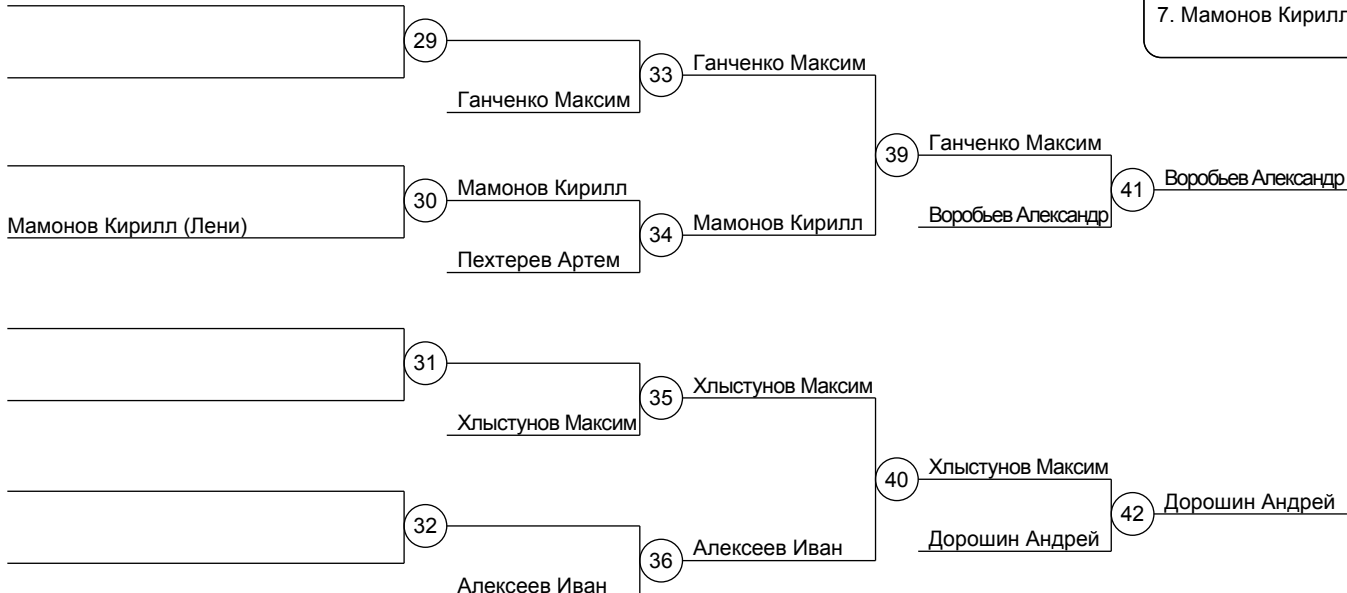 7. Мамонов Кирилл
29
Ганченко Максим
33
Ганченко Максим
39
Ганченко Максим
41
Воробьев Александр
Воробьев Александр
30
Мамонов Кирилл
Мамонов Кирилл (Лени)
34
Мамонов Кирилл
Пехтерев Артем
31
35
Хлыстунов Максим
Хлыстунов Максим
40
Хлыстунов Максим
42
Дорошин Андрей
Дорошин Андрей
32
36
Алексеев Иван
Алексеев Иван